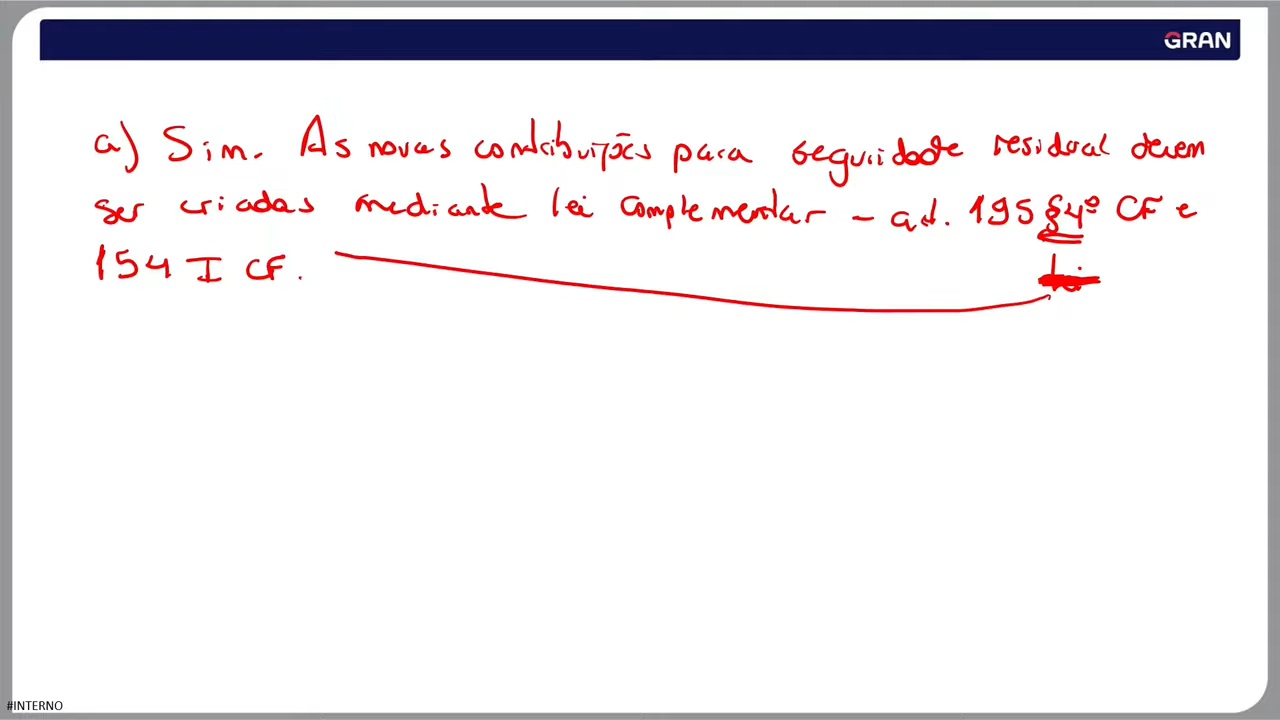 GRAN
a) Sim. As novas contribuições para seguridade residual devem
ser criadas mediante lei complementar - art. 195 §4º CF e
154 I CF.
#INTERNO